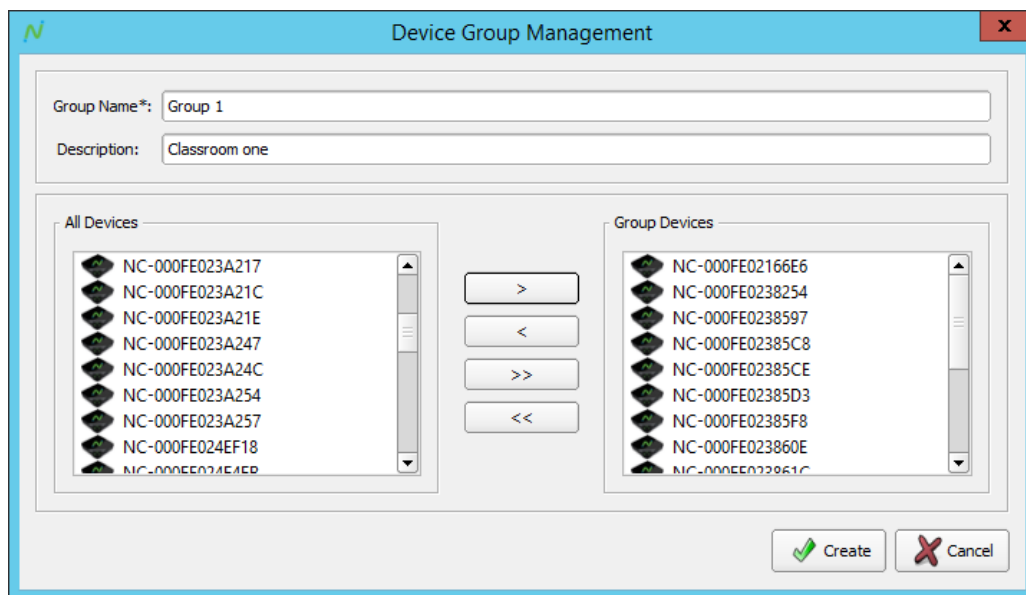 Device Group Management
x
Group Name*: Group 1
Description: Classroom one
All Devices
NC-000FE023A217
NC-000FE023A21C
NC-000FE023A21E
NC-000FE023A247
NC-000FE023A24C
NC-000FE023A254
NC-000FE023A257
NC-000FE024EF18
>
<
>>
<<
Group Devices
NC-000FE02166E6
NC-000FE0238254
NC-000FE0238597
NC-000FE02385C8
NC-000FE02385CE
NC-000FE02385D3
NC-000FE02385F8
NC-000FE023860E
Create
Cancel